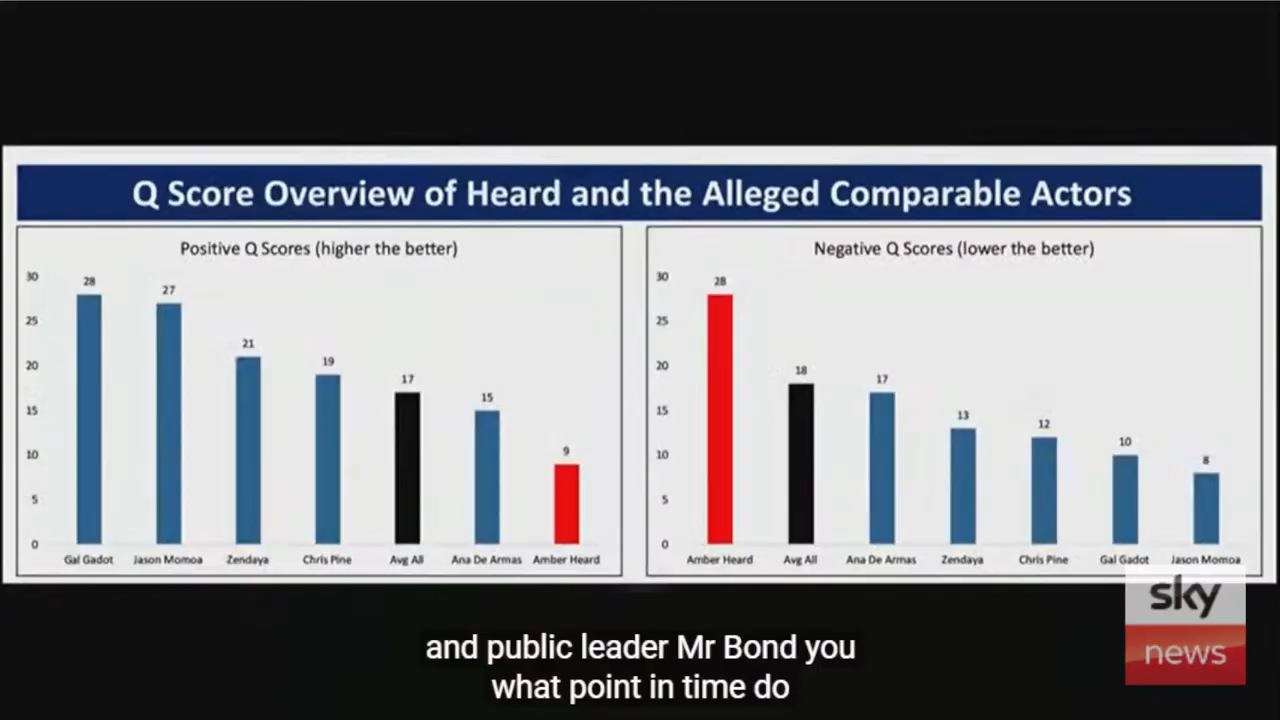 Q Score Overview of Heard and the Alleged Comparable Actors
Positive Q Scores (higher the better)
30
25
20
15
10
5
0
28
27
21
19
17
15
9
Gal Gadot
Jason Momoa
Zendaya
Chris Pine
Avg All
Ana De Armas
Amber Heard
Negative Q Scores (lower the better)
30
25
20
15
10
5
0
28
18
17
13
12
10
8
Amber Heard
Avg All
Ana De Armas
Zendaya
Chris Pine
Gal Gadot
Jason Momoa
sky
news
and public leader Mr Bond you
what point in time do